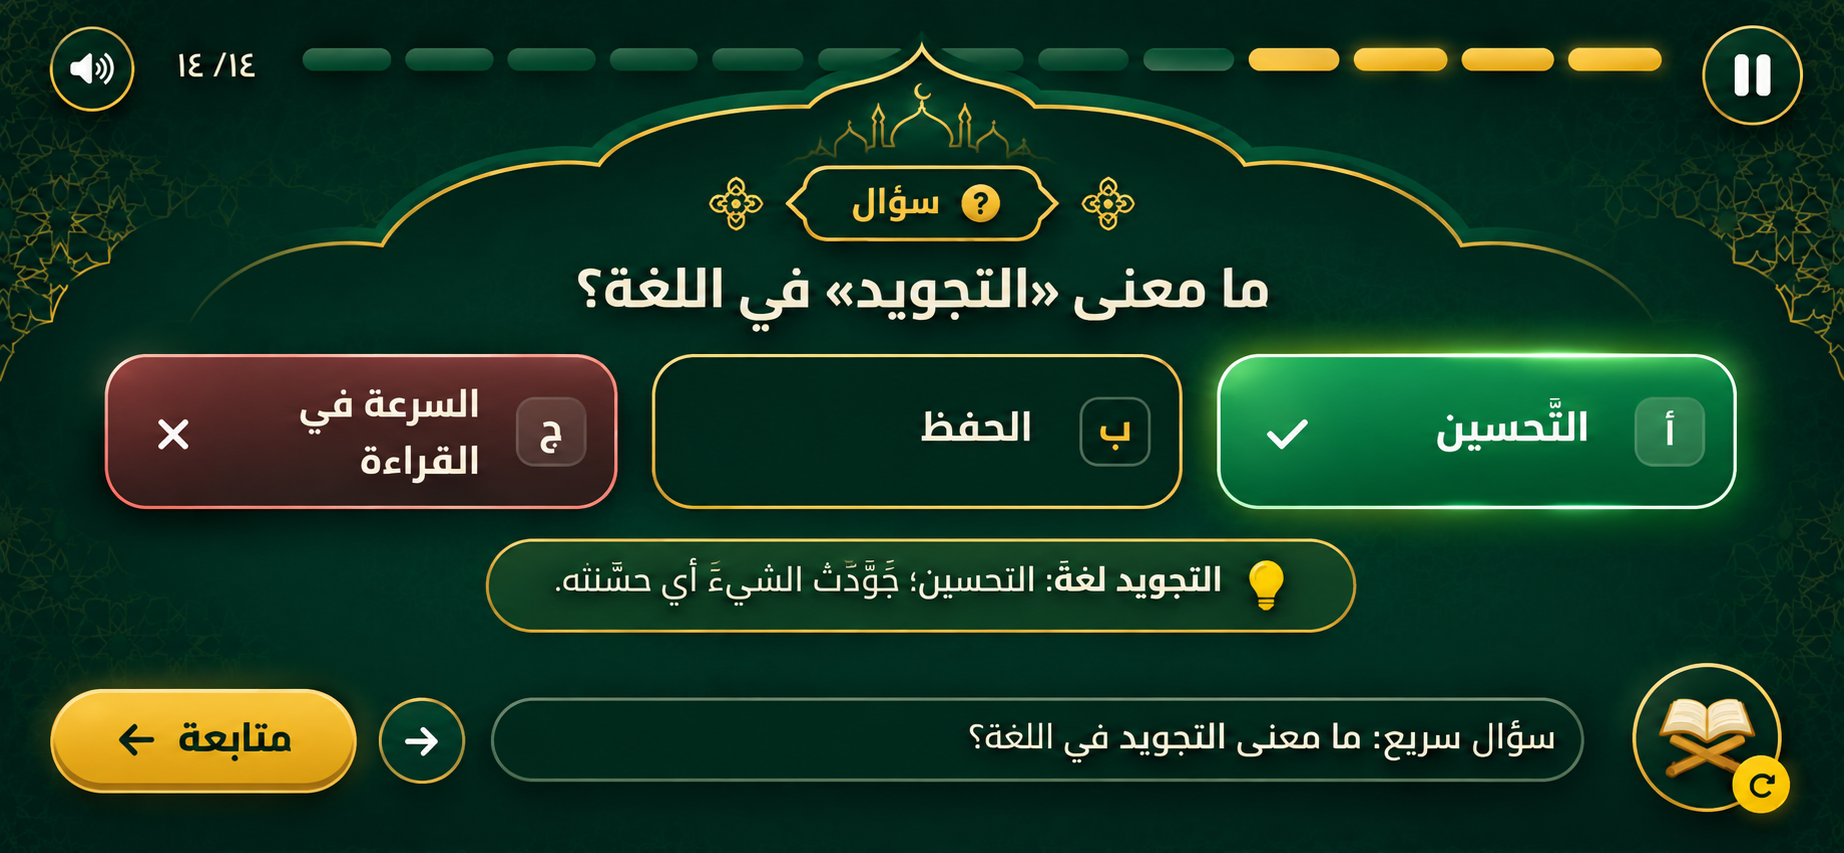 ١٤/ ١٤
سؤال
ما معنى «التجويد» في اللغة؟
أ
التَّحسين
ب
الحفظ
ج
السرعة في
القراءة
التجويد لغةً: التحسين؛ جَوَّدْتُ الشيءَ أي حسَّنته.
سؤال سريع: ما معنى التجويد في اللغة؟
متابعة